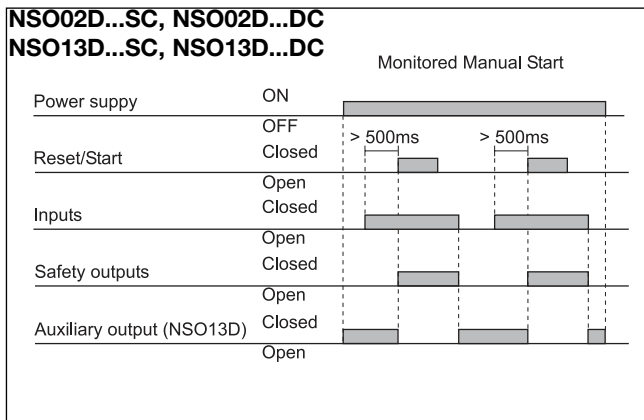 NSO02D...SC, NSO02D...DC
NSO13D...SC, NSO13D...DC
Monitored Manual Start
Power suppy ON
OFF
> 500ms > 500ms
Reset/Start Closed
Open
Inputs Closed
Open
Safety outputs Closed
Open
Auxiliary output (NSO13D) Closed
Open